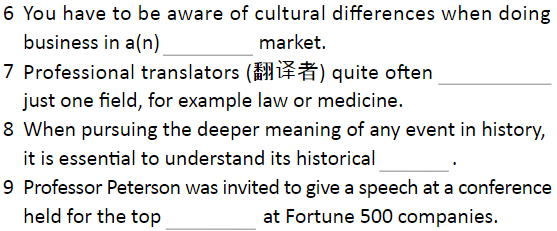 6 You have to be aware of cultural differences when doing
business in a(n) __________ market.
7 Professional translators (翻译者) quite often ____________
just one field, for example law or medicine.
8 When pursuing the deeper meaning of any event in history,
it is essential to understand its historical ________ .
9 Professor Peterson was invited to give a speech at a conference
held for the top __________ at Fortune 500 companies.